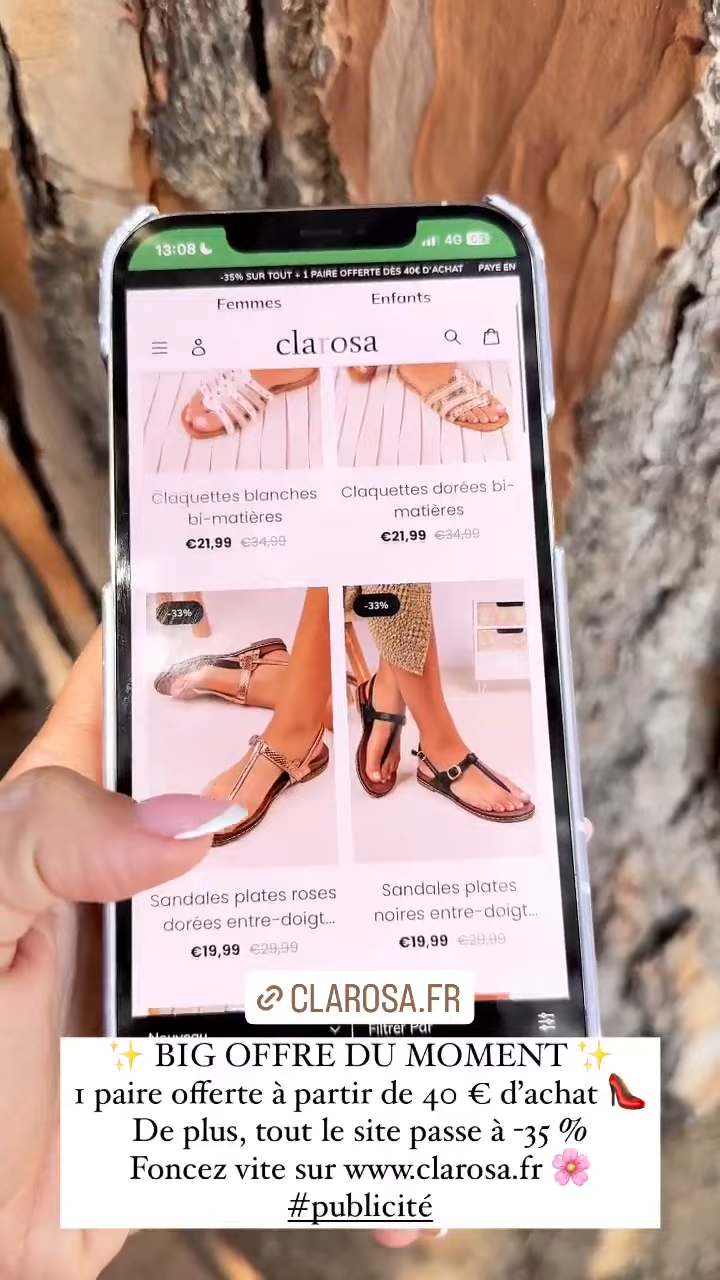 13:08 4G
-35% SUR TOUT + 1 PAIRE OFFERTE DÈS 40€ D'ACHAT PAYE EN
Femmes Enfants
clarosa
Claquettes blanches bi-matières
€21,99 €34,99
Claquettes dorées bi-matières
€21,99 €34,99
-33%
-33%
Sandales plates roses
dorées entre-doigt...
€19,99 €29,99
Sandales plates
noires entre-doigt...
€19,99 €29,99
CLAROSA.FR
Nouveau Filtrer Par
✨ BIG OFFRE DU MOMENT ✨
1 paire offerte à partir de 40 € d'achat 👠
De plus, tout le site passe à -35 %
Foncez vite sur www.clarosa.fr 🌸
#publicité